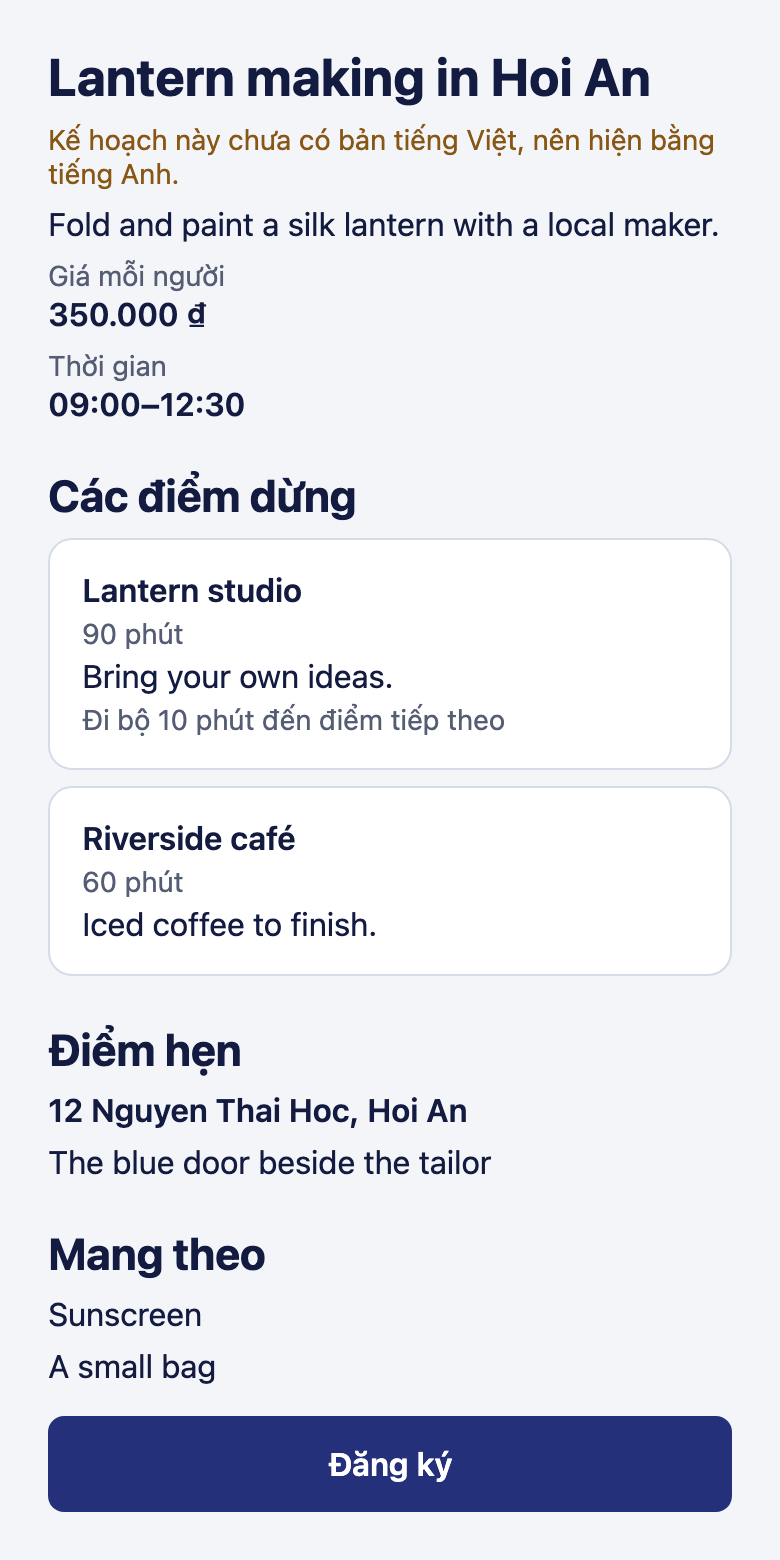 Lantern making in Hoi An
Kế hoạch này chưa có bản tiếng Việt, nên hiện bằng
tiếng Anh.
Fold and paint a silk lantern with a local maker.
Giá mỗi người
350.000 ₫
Thời gian
09:00–12:30
Các điểm dừng
Lantern studio
90 phút
Bring your own ideas.
Đi bộ 10 phút đến điểm tiếp theo
Riverside café
60 phút
Iced coffee to finish.
Điểm hẹn
12 Nguyen Thai Hoc, Hoi An
The blue door beside the tailor
Mang theo
Sunscreen
A small bag
Đăng ký